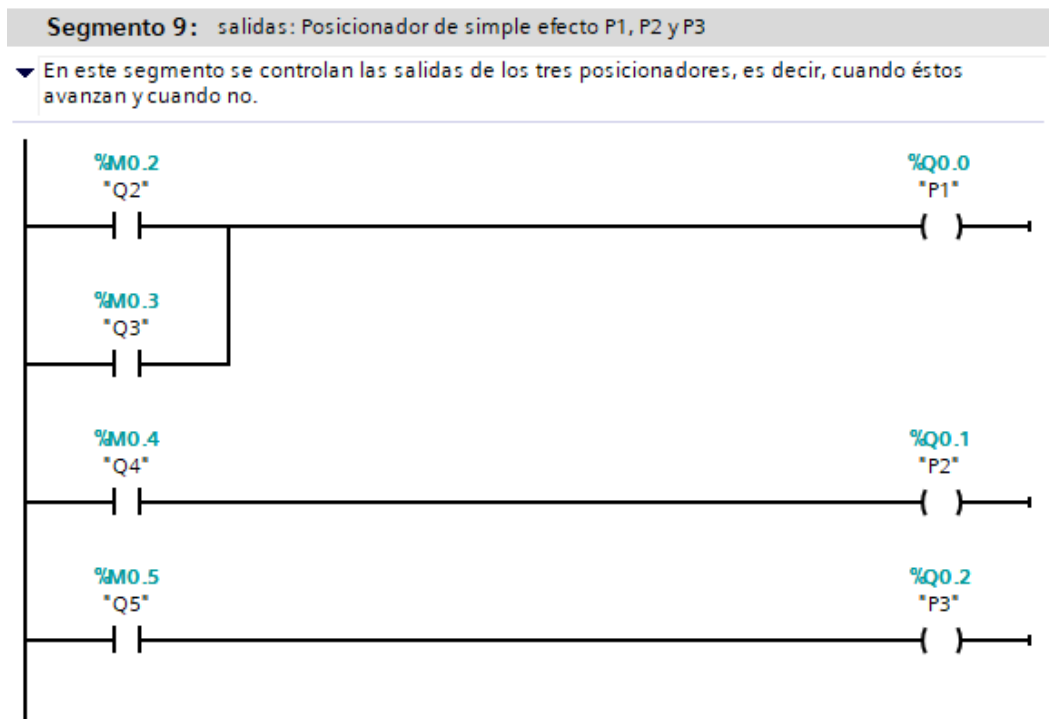 Segmento 9: salidas: Posicionador de simple efecto P1, P2 y P3
En este segmento se controlan las salidas de los tres posicionadores, es decir, cuando éstos
avanzan y cuando no.
%M0.2 %Q0.0
"Q2" "P1"
%M0.3
"Q3"
%M0.4 %Q0.1
"Q4" "P2"
%M0.5 %Q0.2
"Q5" "P3"